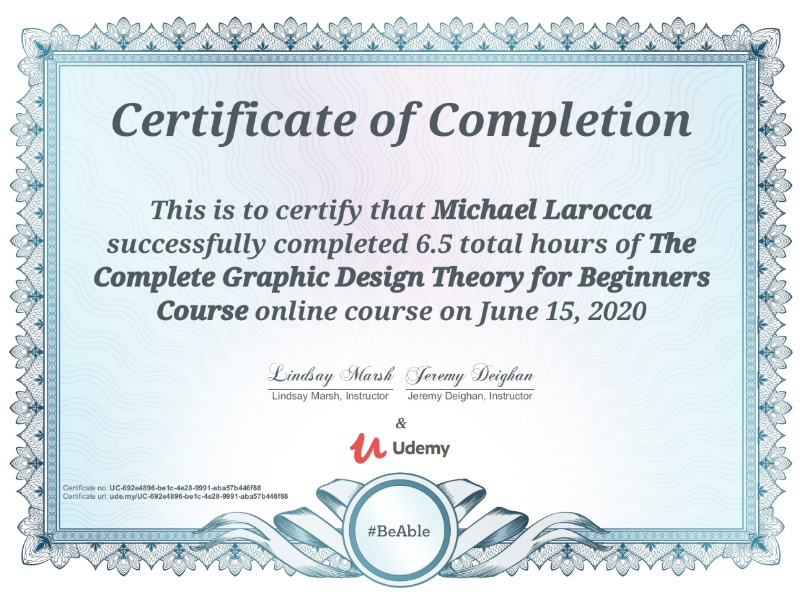 Certificate of Completion
This is to certify that Michael Larocca
successfully completed 6.5 total hours of The
Complete Graphic Design Theory for Beginners
Course online course on June 15, 2020
Lindsay Marsh Jeremy Deighan
Lindsay Marsh, Instructor Jeremy Deighan, Instructor
&
Udemy
Certificate no: UC-692e4896-be1c-4e28-9991-aba57b446f88
Certificate url: ude.my/UC-692e4896-be1c-4e28-9991-aba57b446f88
#BeAble